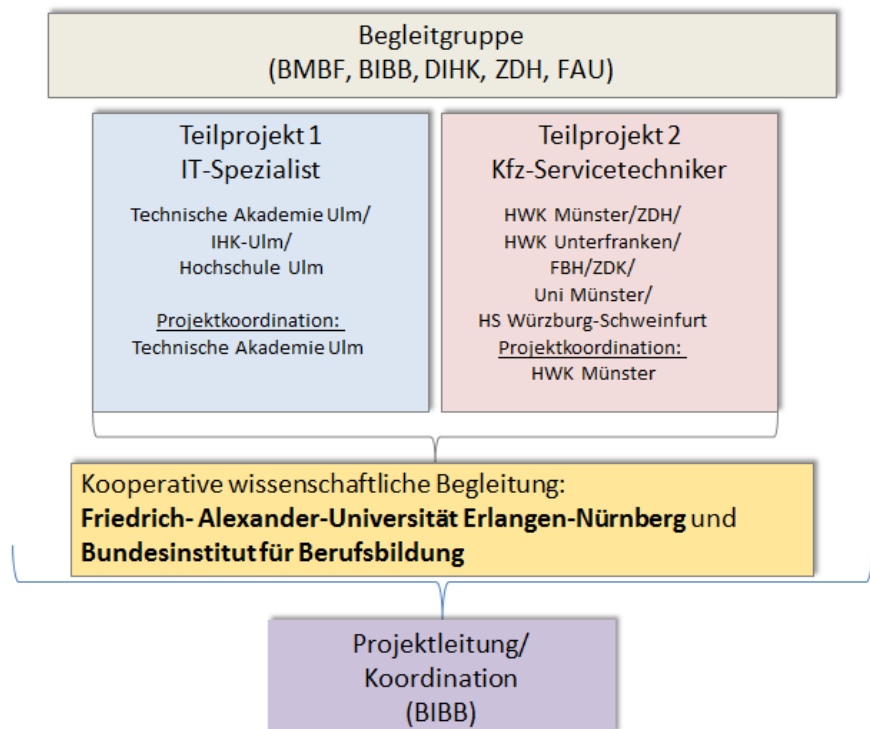 Begleitgruppe
(BMBF, BIBB, DIHK, ZDH, FAU)
Teilprojekt 1
IT-Spezialist
Technische Akademie Ulm/
IHK-Ulm/
Hochschule Ulm
Projektkoordination:
Technische Akademie Ulm
Teilprojekt 2
Kfz-Servicetechniker
HWK Münster/ZDH/
HWK Unterfranken/
FBH/ZDK/
Uni Münster/
HS Würzburg-Schweinfurt
Projektkoordination:
HWK Münster
Kooperative wissenschaftliche Begleitung:
Friedrich- Alexander-Universität Erlangen-Nürnberg und
Bundesinstitut für Berufsbildung
Projektleitung/
Koordination
(BIBB)